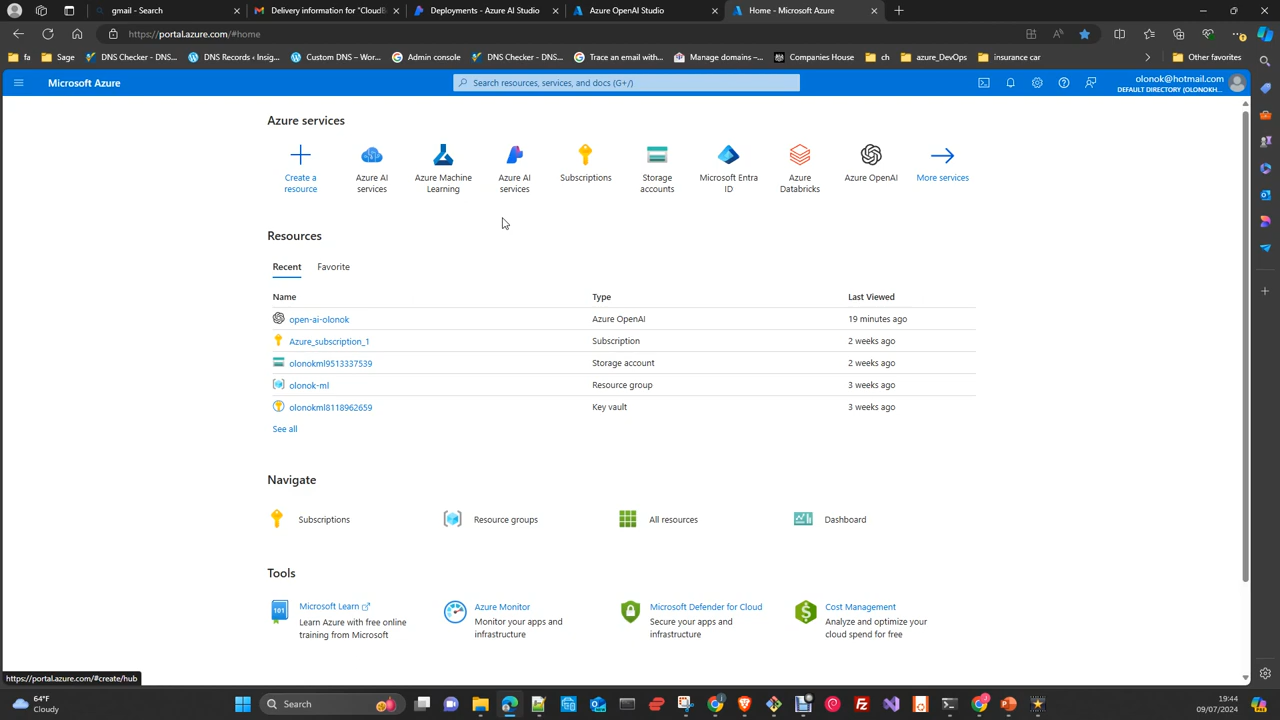 gmail - Search
Delivery information for "CloudE
Deployments - Azure AI Studio
Azure OpenAI Studio
Home - Microsoft Azure
https://portal.azure.com/#home
fa
Sage
DNS Checker - DNS...
DNS Records ‹ Insig...
Custom DNS – Wor...
Admin console
DNS Checker - DNS...
Trace an email with...
Manage domains –...
Companies House
ch
azure_DevOps
insurance car
Other favorites
Microsoft Azure
Search resources, services, and docs (G+/)
olonok@hotmail.com
DEFAULT DIRECTORY (OLONOKH...
Azure services
Create a resource
Azure AI services
Azure Machine Learning
Azure AI services
Subscriptions
Storage accounts
Microsoft Entra ID
Azure Databricks
Azure OpenAI
More services
Resources
Recent Favorite
Name Type Last Viewed
open-ai-olonok Azure OpenAI 19 minutes ago
Azure_subscription_1 Subscription 2 weeks ago
olonokml9513337539 Storage account 2 weeks ago
olonok-ml Resource group 3 weeks ago
olonokml8118962659 Key vault 3 weeks ago
See all
Navigate
Subscriptions
Resource groups
All resources
Dashboard
Tools
Microsoft Learn
Learn Azure with free online
training from Microsoft
Azure Monitor
Monitor your apps and
infrastructure
Microsoft Defender for Cloud
Secure your apps and
infrastructure
Cost Management
Analyze and optimize your
cloud spend for free
https://portal.azure.com/#create/hub
64°F
Cloudy
Search
19:44
09/07/2024